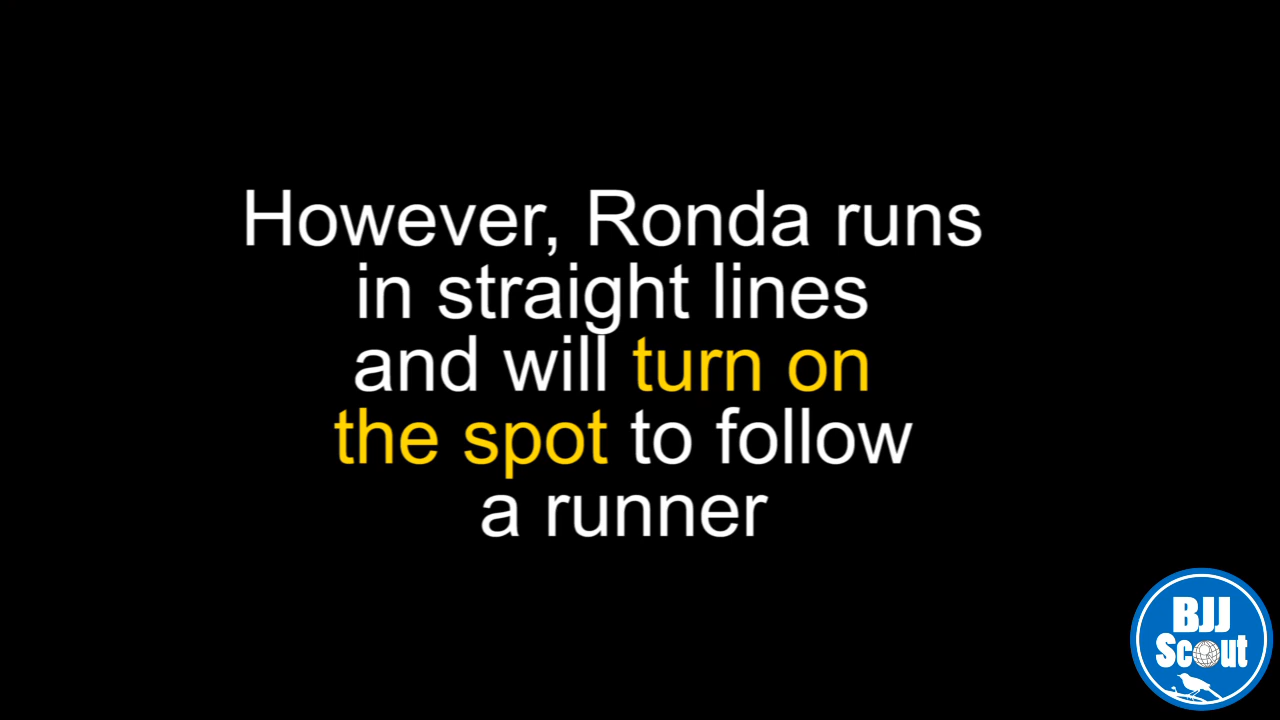 However, Ronda runs
in straight lines
and will turn on
the spot to follow
a runner
BJJ
Scout